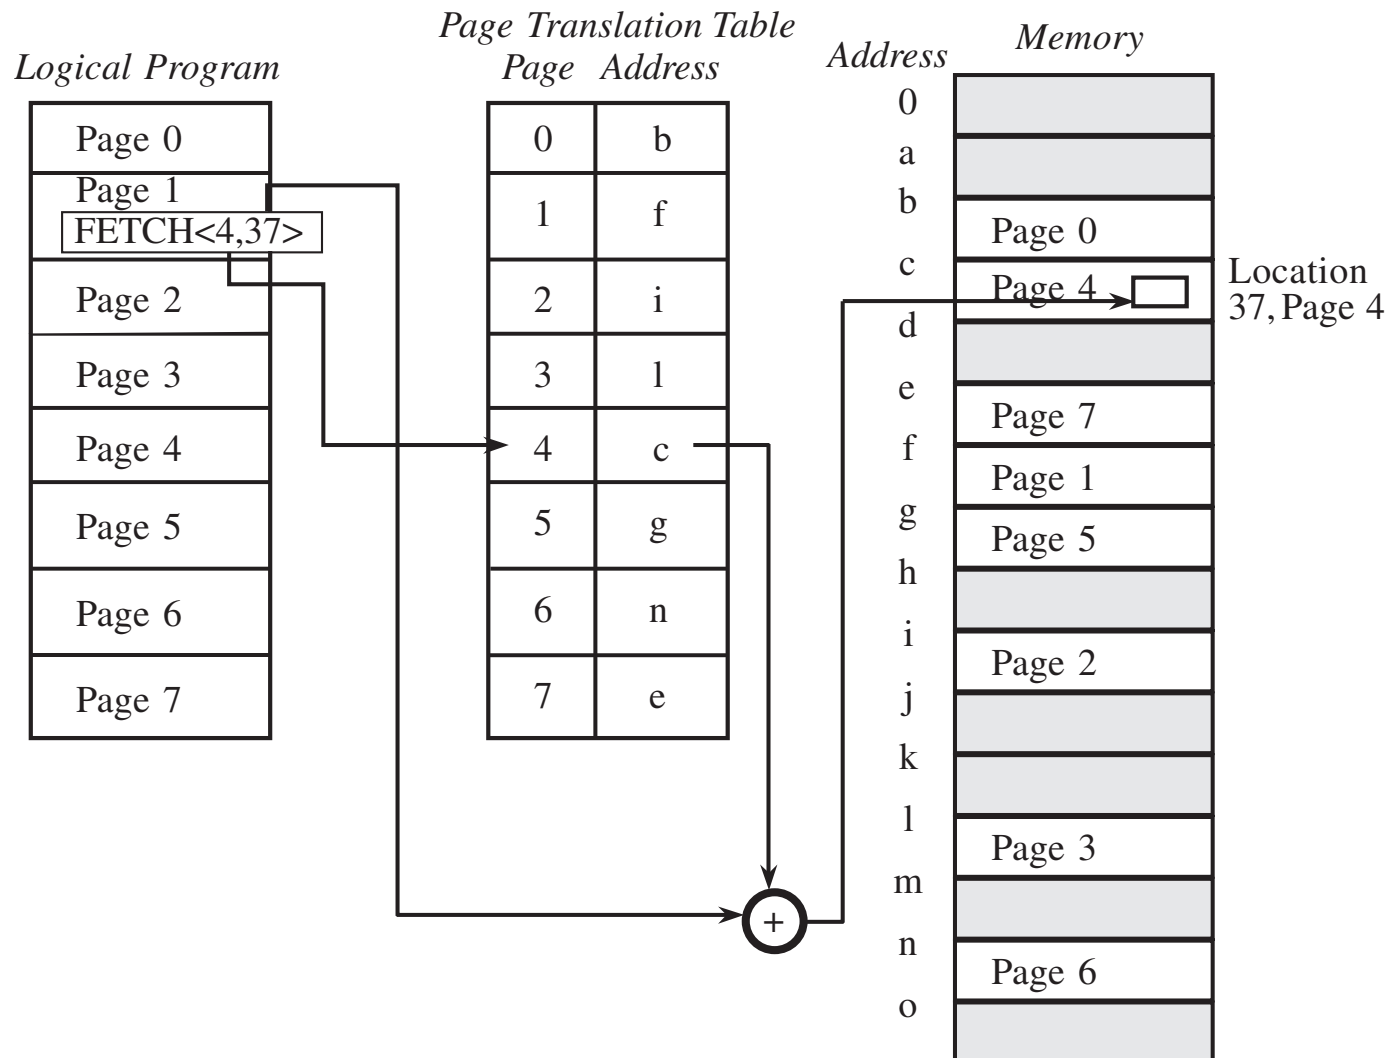 Logical Program
Page 0
Page 1
FETCH<4,37>
Page 2
Page 3
Page 4
Page 5
Page 6
Page 7
Page Translation Table
Page Address
0 b
1 f
2 i
3 l
4 c
5 g
6 n
7 e
+
Address
0
a
b
c
d
e
f
g
h
i
j
k
l
m
n
o
Memory
Page 0
Page 4
Page 7
Page 1
Page 5
Page 2
Page 3
Page 6
Location
37, Page 4